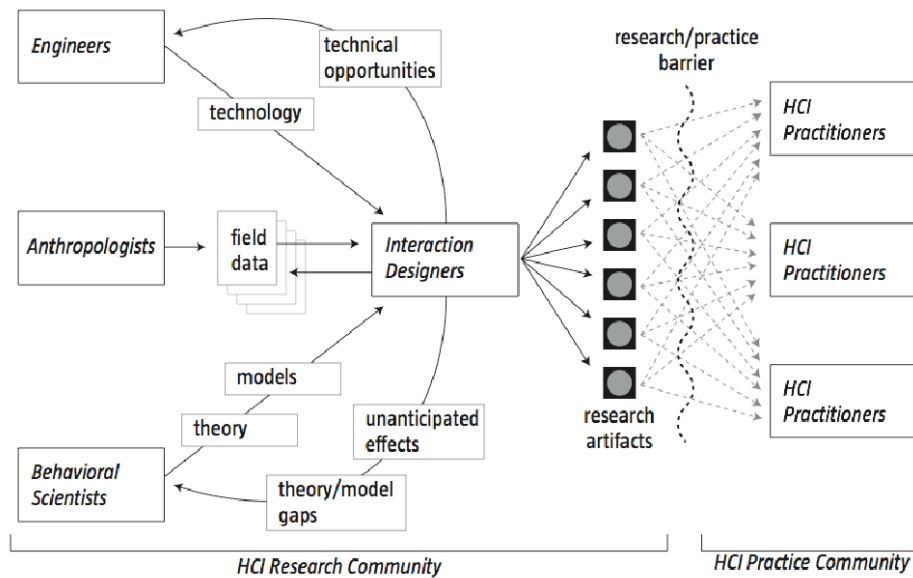 Engineers
technical
opportunities
technology
research/practice
barrier
HCI
Practitioners
Anthropologists
field
data
Interaction
Designers
HCI
Practitioners
models
theory
unanticipated
effects
research
artifacts
HCI
Practitioners
Behavioral
Scientists
theory/model
gaps
HCI Research Community
HCI Practice Community